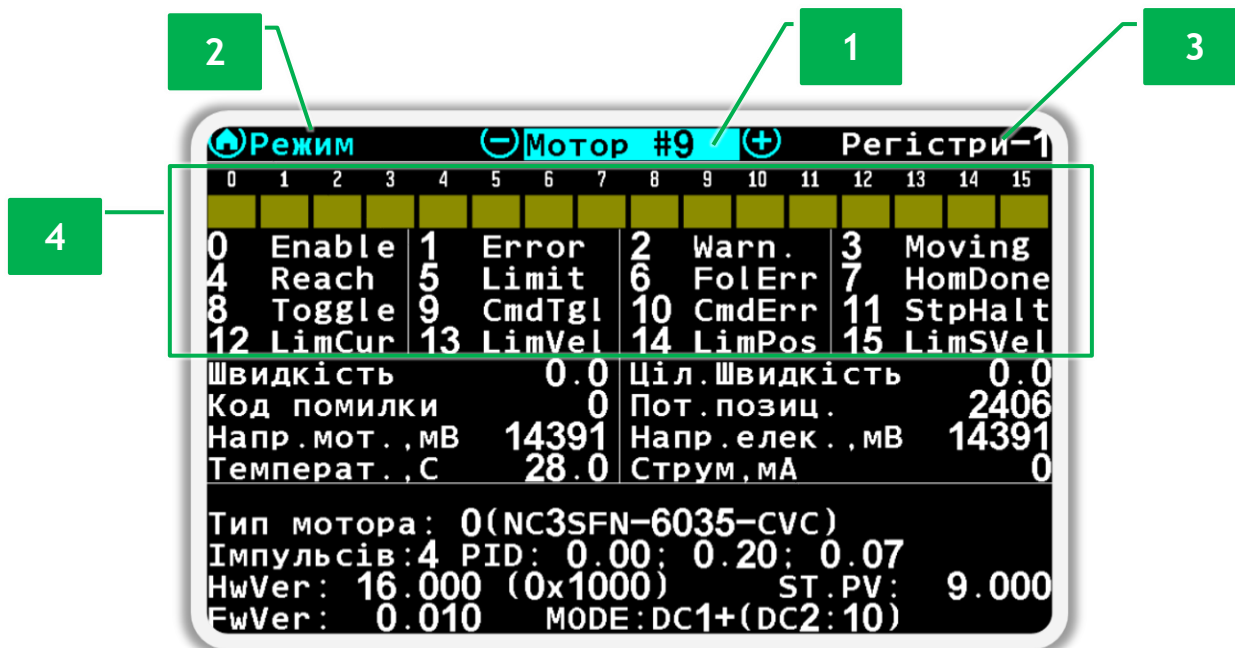 2
1
3
Режим
Мотор #9
Регістри-1
0 1 2 3 4 5 6 7 8 9 10 11 12 13 14 15
4
0 Enable 1 Error 2 Warn. 3 Moving
4 Reach 5 Limit 6 FolErr 7 HomDone
8 Toggle 9 CmdTgl 10 CmdErr 11 StpHalt
12 LimCur 13 LimVel 14 LimPos 15 LimSVel
Швидкість 0.0 Ціл.Швидкість 0.0
Код помилки 0 Пот.позиц. 2406
Напр.мот.,мВ 14391 Напр.елек.,мВ 14391
Температ.,С 28.0 Струм,мА 0
Тип мотора: 0(NC3SFN-6035-CVC)
Імпульсів:4 PID: 0.00; 0.20; 0.07
HwVer: 16.000 (0x1000) ST.PV: 9.000
FwVer: 0.010 MODE:DC1+(DC2:10)